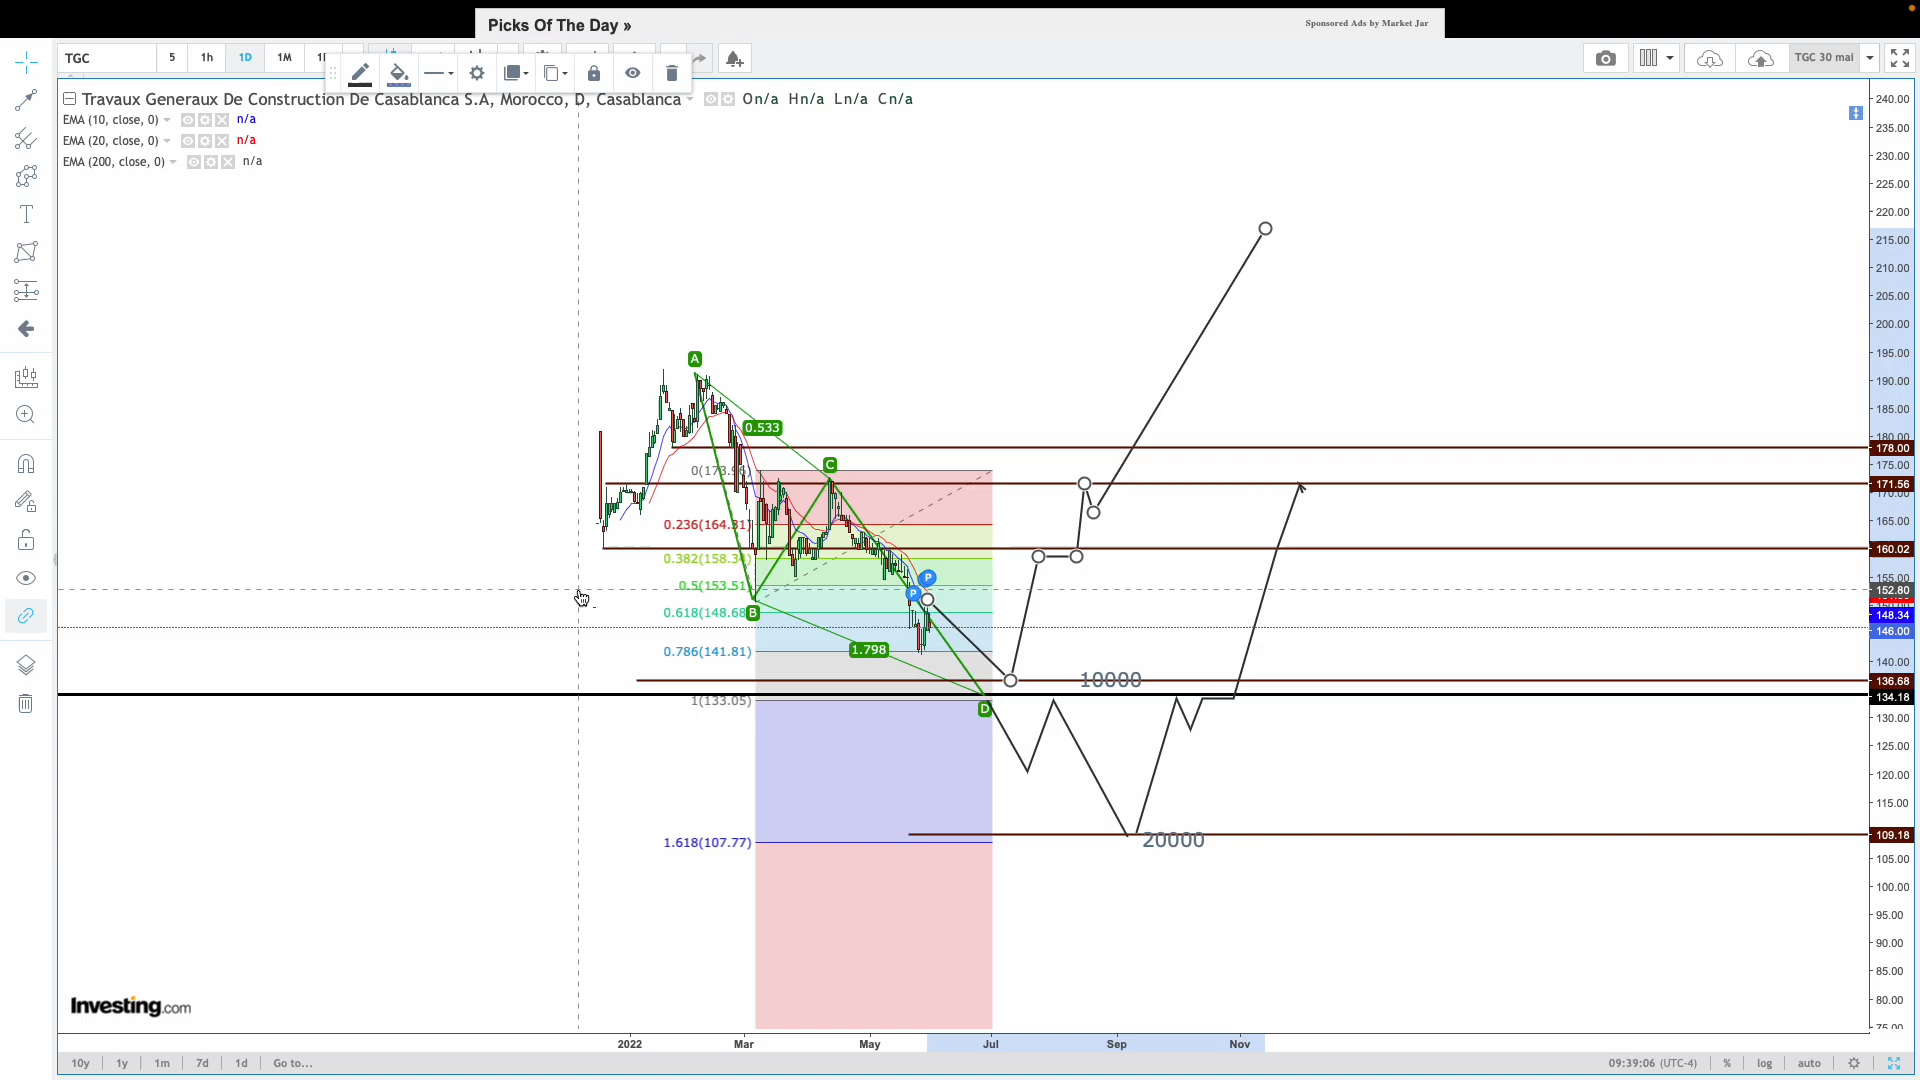 Picks Of The Day »
Sponsored Ads by Market Jar
TGC
5
1h
1D
1M
TGC 30 mai
Travaux Generaux De Construction De Casablanca S.A, Morocco, D, Casablanca
On/a Hn/a Ln/a Cn/a
EMA (10, close, 0)
n/a
EMA (20, close, 0)
n/a
EMA (200, close, 0)
n/a
240.00
235.00
230.00
225.00
220.00
215.00
210.00
205.00
200.00
195.00
190.00
185.00
180.00
178.00
175.00
171.56
170.00
165.00
160.02
155.00
152.80
148.34
146.00
140.00
136.68
134.18
130.00
125.00
120.00
115.00
109.18
105.00
100.00
95.00
90.00
85.00
80.00
75.00
A
0.533
C
0(173.96)
0.236(164.31)
0.382(158.34)
0.5(153.51)
P
P
0.618(148.68)
B
0.786(141.81)
1.798
10000
1(133.05)
D
1.618(107.77)
20000
Investing.com
2022
Mar
May
Jul
Sep
Nov
10y
1y
1m
7d
1d
Go to...
09:39:06 (UTC-4)
%
log
auto